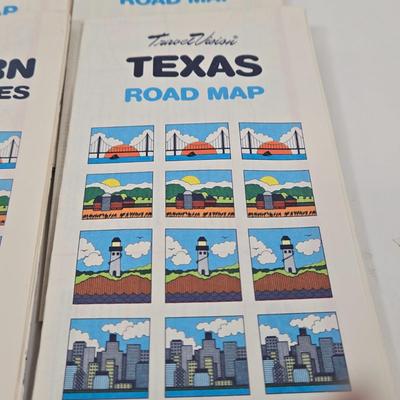 ROAD MAP
RN
ES
TravelVision®
TEXAS
ROAD MAP